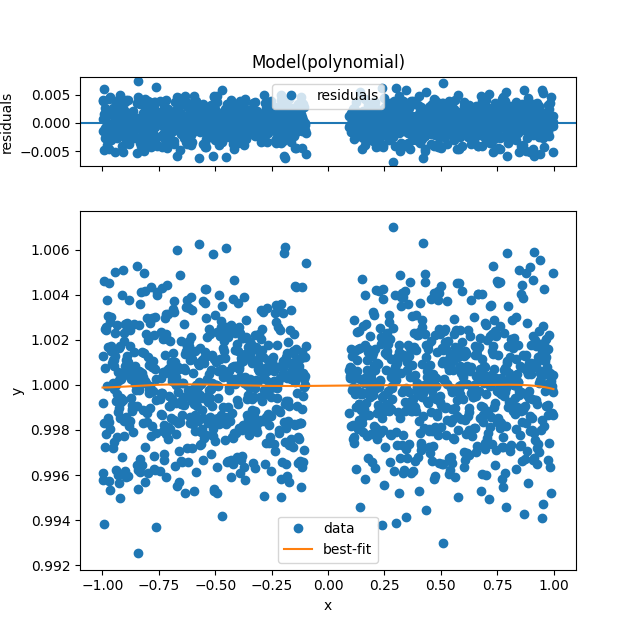 Model(polynomial)
0.005
0.000
−0.005
residuals
residuals
1.006
1.004
1.002
1.000
0.998
0.996
0.994
0.992
y
data
best-fit
−1.00 −0.75 −0.50 −0.25 0.00 0.25 0.50 0.75 1.00
x